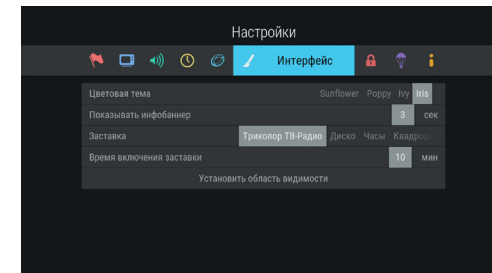 Настройки
Интерфейс
Цветовая тема Sunflower Poppy Ivy Iris
Показывать инфобаннер 3 сек
Заставка Триколор ТВ-Радио Диско Часы Квадро
Время включения заставки 10 мин
Установить область видимости